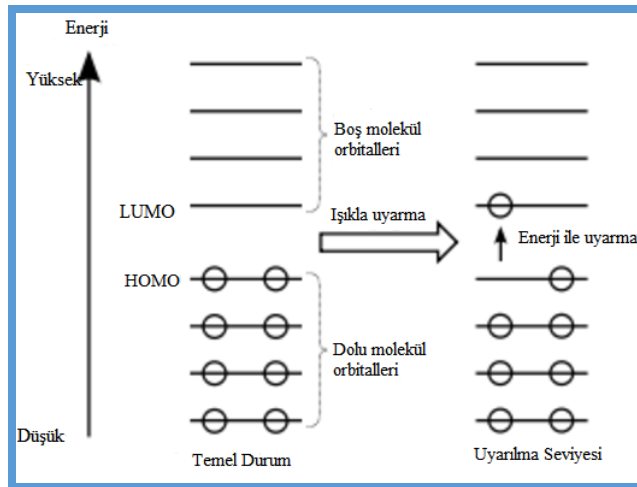 Enerji
Yüksek
Boş molekül
orbitalleri
LUMO
Işıkla uyarma
Enerji ile uyarma
HOMO
Dolu molekül
orbitalleri
Düşük
Temel Durum
Uyarılma Seviyesi